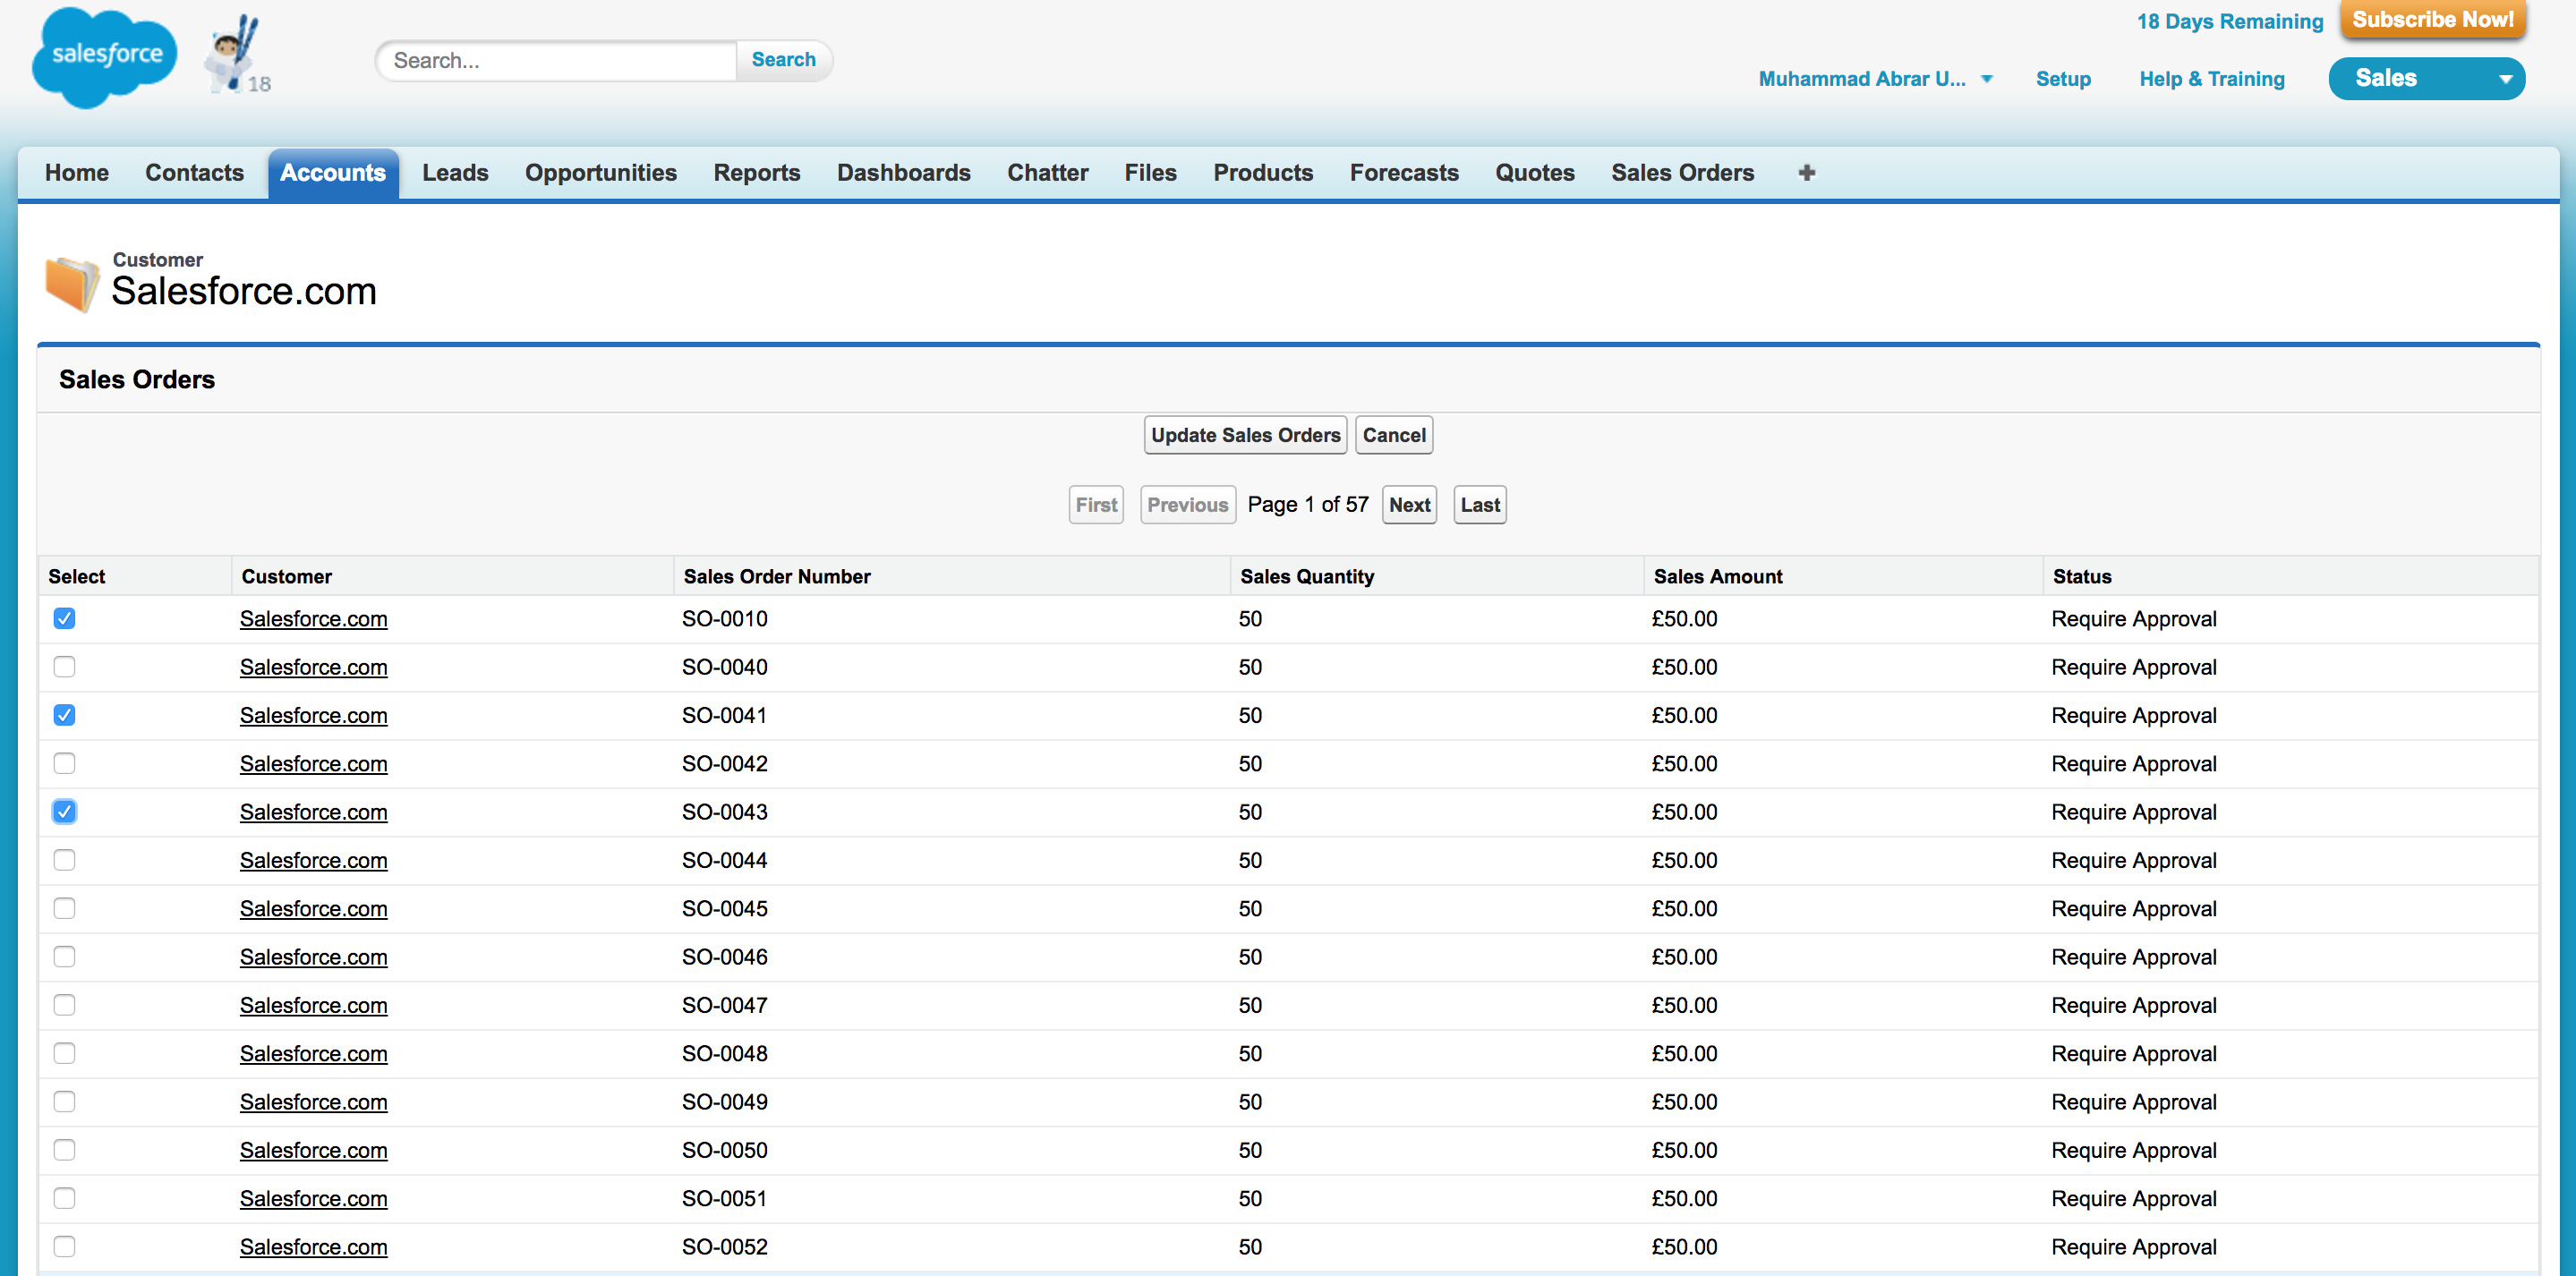 salesforce
18
Search...
Search
18 Days Remaining
Subscribe Now!
Muhammad Abrar U...
Setup
Help & Training
Sales
Home Contacts Accounts Leads Opportunities Reports Dashboards Chatter Files Products Forecasts Quotes Sales Orders +
Customer
Salesforce.com
Sales Orders
Update Sales Orders Cancel
First Previous Page 1 of 57 Next Last
Select Customer Sales Order Number Sales Quantity Sales Amount Status
Salesforce.com SO-0010 50 £50.00 Require Approval
Salesforce.com SO-0040 50 £50.00 Require Approval
Salesforce.com SO-0041 50 £50.00 Require Approval
Salesforce.com SO-0042 50 £50.00 Require Approval
Salesforce.com SO-0043 50 £50.00 Require Approval
Salesforce.com SO-0044 50 £50.00 Require Approval
Salesforce.com SO-0045 50 £50.00 Require Approval
Salesforce.com SO-0046 50 £50.00 Require Approval
Salesforce.com SO-0047 50 £50.00 Require Approval
Salesforce.com SO-0048 50 £50.00 Require Approval
Salesforce.com SO-0049 50 £50.00 Require Approval
Salesforce.com SO-0050 50 £50.00 Require Approval
Salesforce.com SO-0051 50 £50.00 Require Approval
Salesforce.com SO-0052 50 £50.00 Require Approval